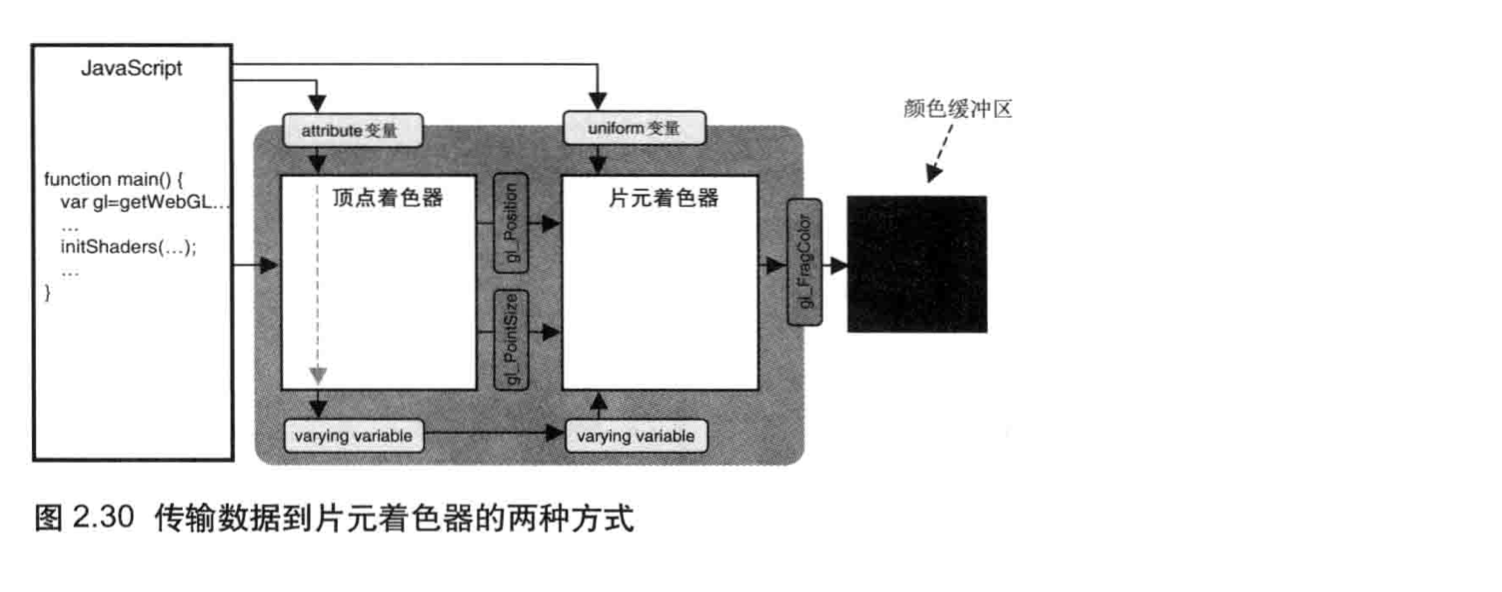 JavaScript
function main() {
var gl=getWebGL…
…
initShaders(…);
…
}
attribute变量
uniform 变量
颜色缓冲区
顶点着色器
gl_Position
gl_PointSize
片元着色器
gl_FragColor
varying variable
varying variable
图 2.30 传输数据到片元着色器的两种方式